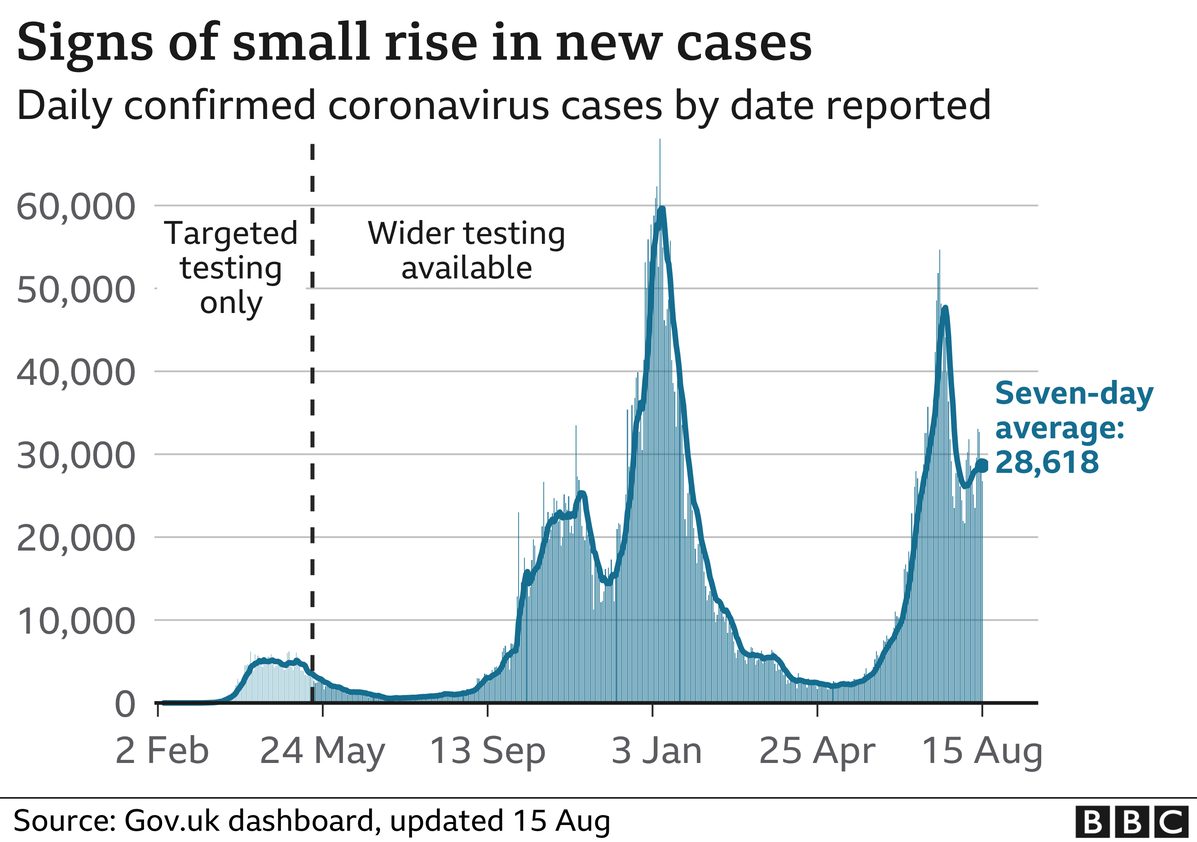 Signs of small rise in new cases
Daily confirmed coronavirus cases by date reported
60,000
50,000
40,000
30,000
20,000
10,000
0
Targeted
testing
only
Wider testing
available
Seven-day
average:
28,618
2 Feb
24 May
13 Sep
3 Jan
25 Apr
15 Aug
Source: Gov.uk dashboard, updated 15 Aug
BBC